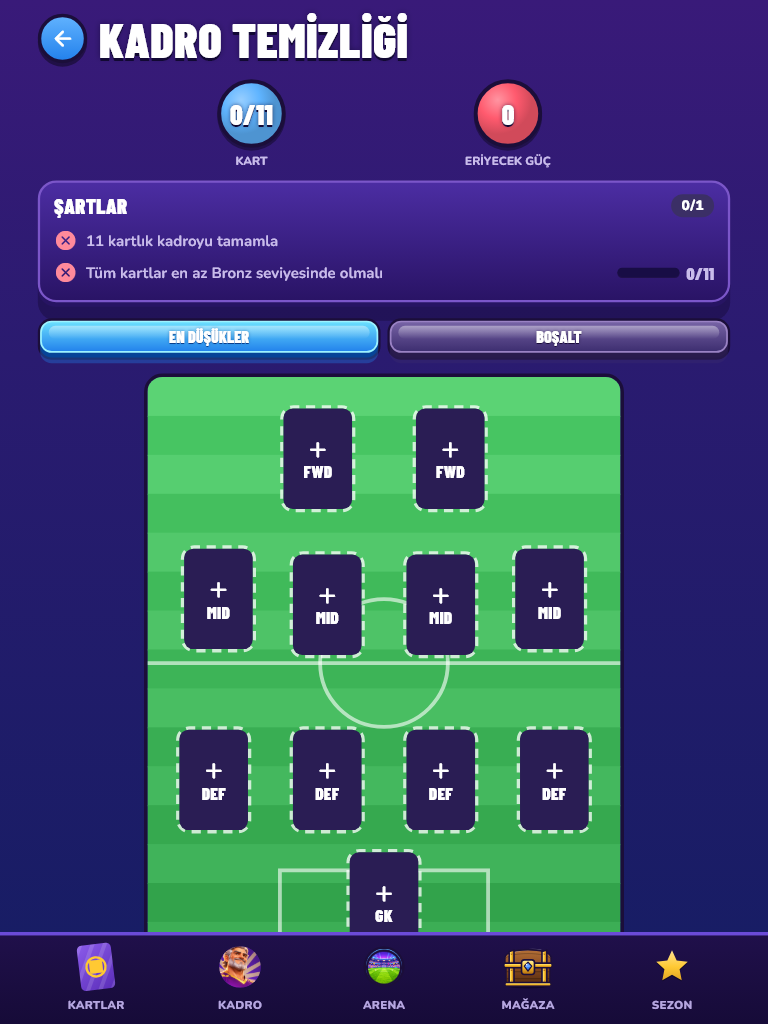 KADRO TEMİZLİĞİ
0/11
0
KART
ERİYECEK GÜÇ
ŞARTLAR
0/1
11 kartlık kadroyu tamamla
Tüm kartlar en az Bronz seviyesinde olmalı
0/11
EN DÜŞÜKLER
BOŞALT
+
FWD
+
FWD
+
MID
+
MID
+
MID
+
MID
+
DEF
+
DEF
+
DEF
+
DEF
+
GK
KARTLAR
KADRO
ARENA
MAĞAZA
SEZON